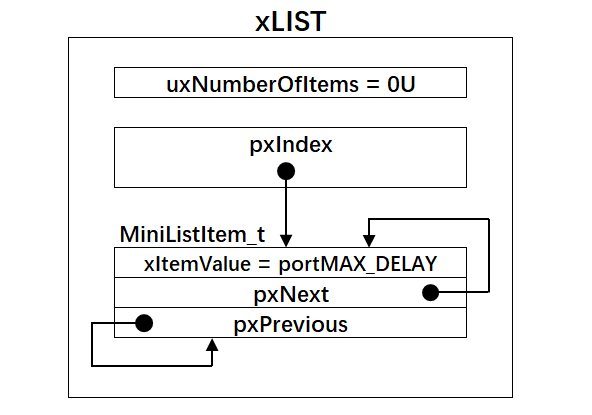 xLIST
uxNumberOfItems = 0U
pxIndex
MiniListItem_t
xItemValue = portMAX_DELAY
pxNext
pxPrevious